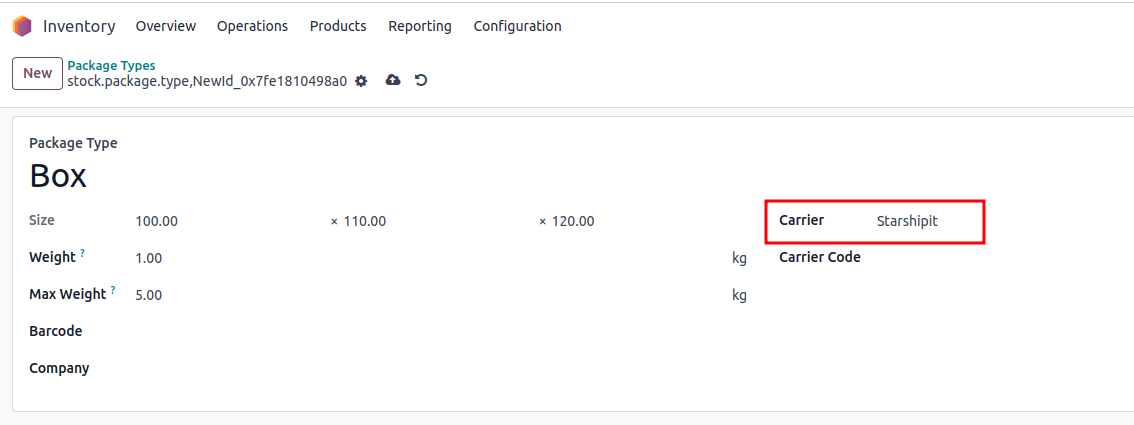 Inventory Overview Operations Products Reporting Configuration
New
Package Types
stock.package.type,NewId_0x7fe1810498a0
Package Type
Box
Size 100.00 × 110.00 × 120.00
Carrier Starshipit
Weight ? 1.00 kg
Carrier Code
Max Weight ? 5.00 kg
Barcode
Company